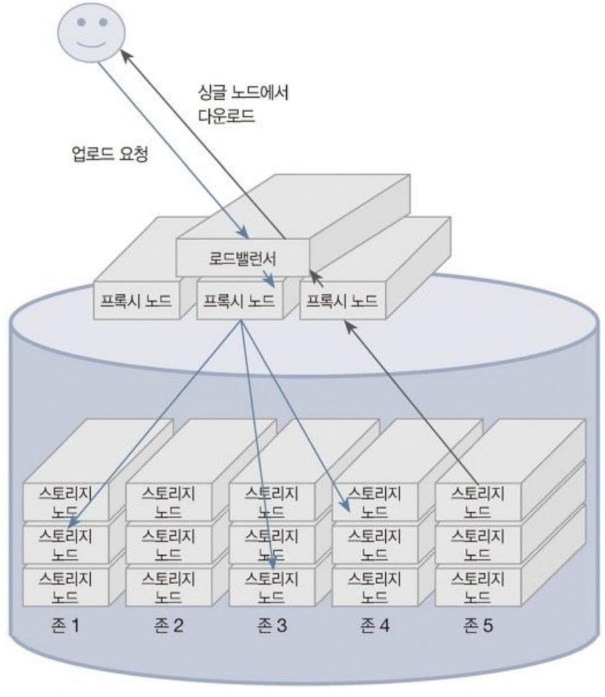 싱글 노드에서
다운로드
업로드 요청
로드밸런서
프록시 노드
프록시 노드
프록시 노드
스토리지
노드
스토리지
노드
스토리지
노드
스토리지
노드
스토리지
노드
스토리지
노드
스토리지
노드
스토리지
노드
스토리지
노드
스토리지
노드
스토리지
노드
스토리지
노드
스토리지
노드
스토리지
노드
스토리지
노드
존 1
존 2
존 3
존 4
존 5